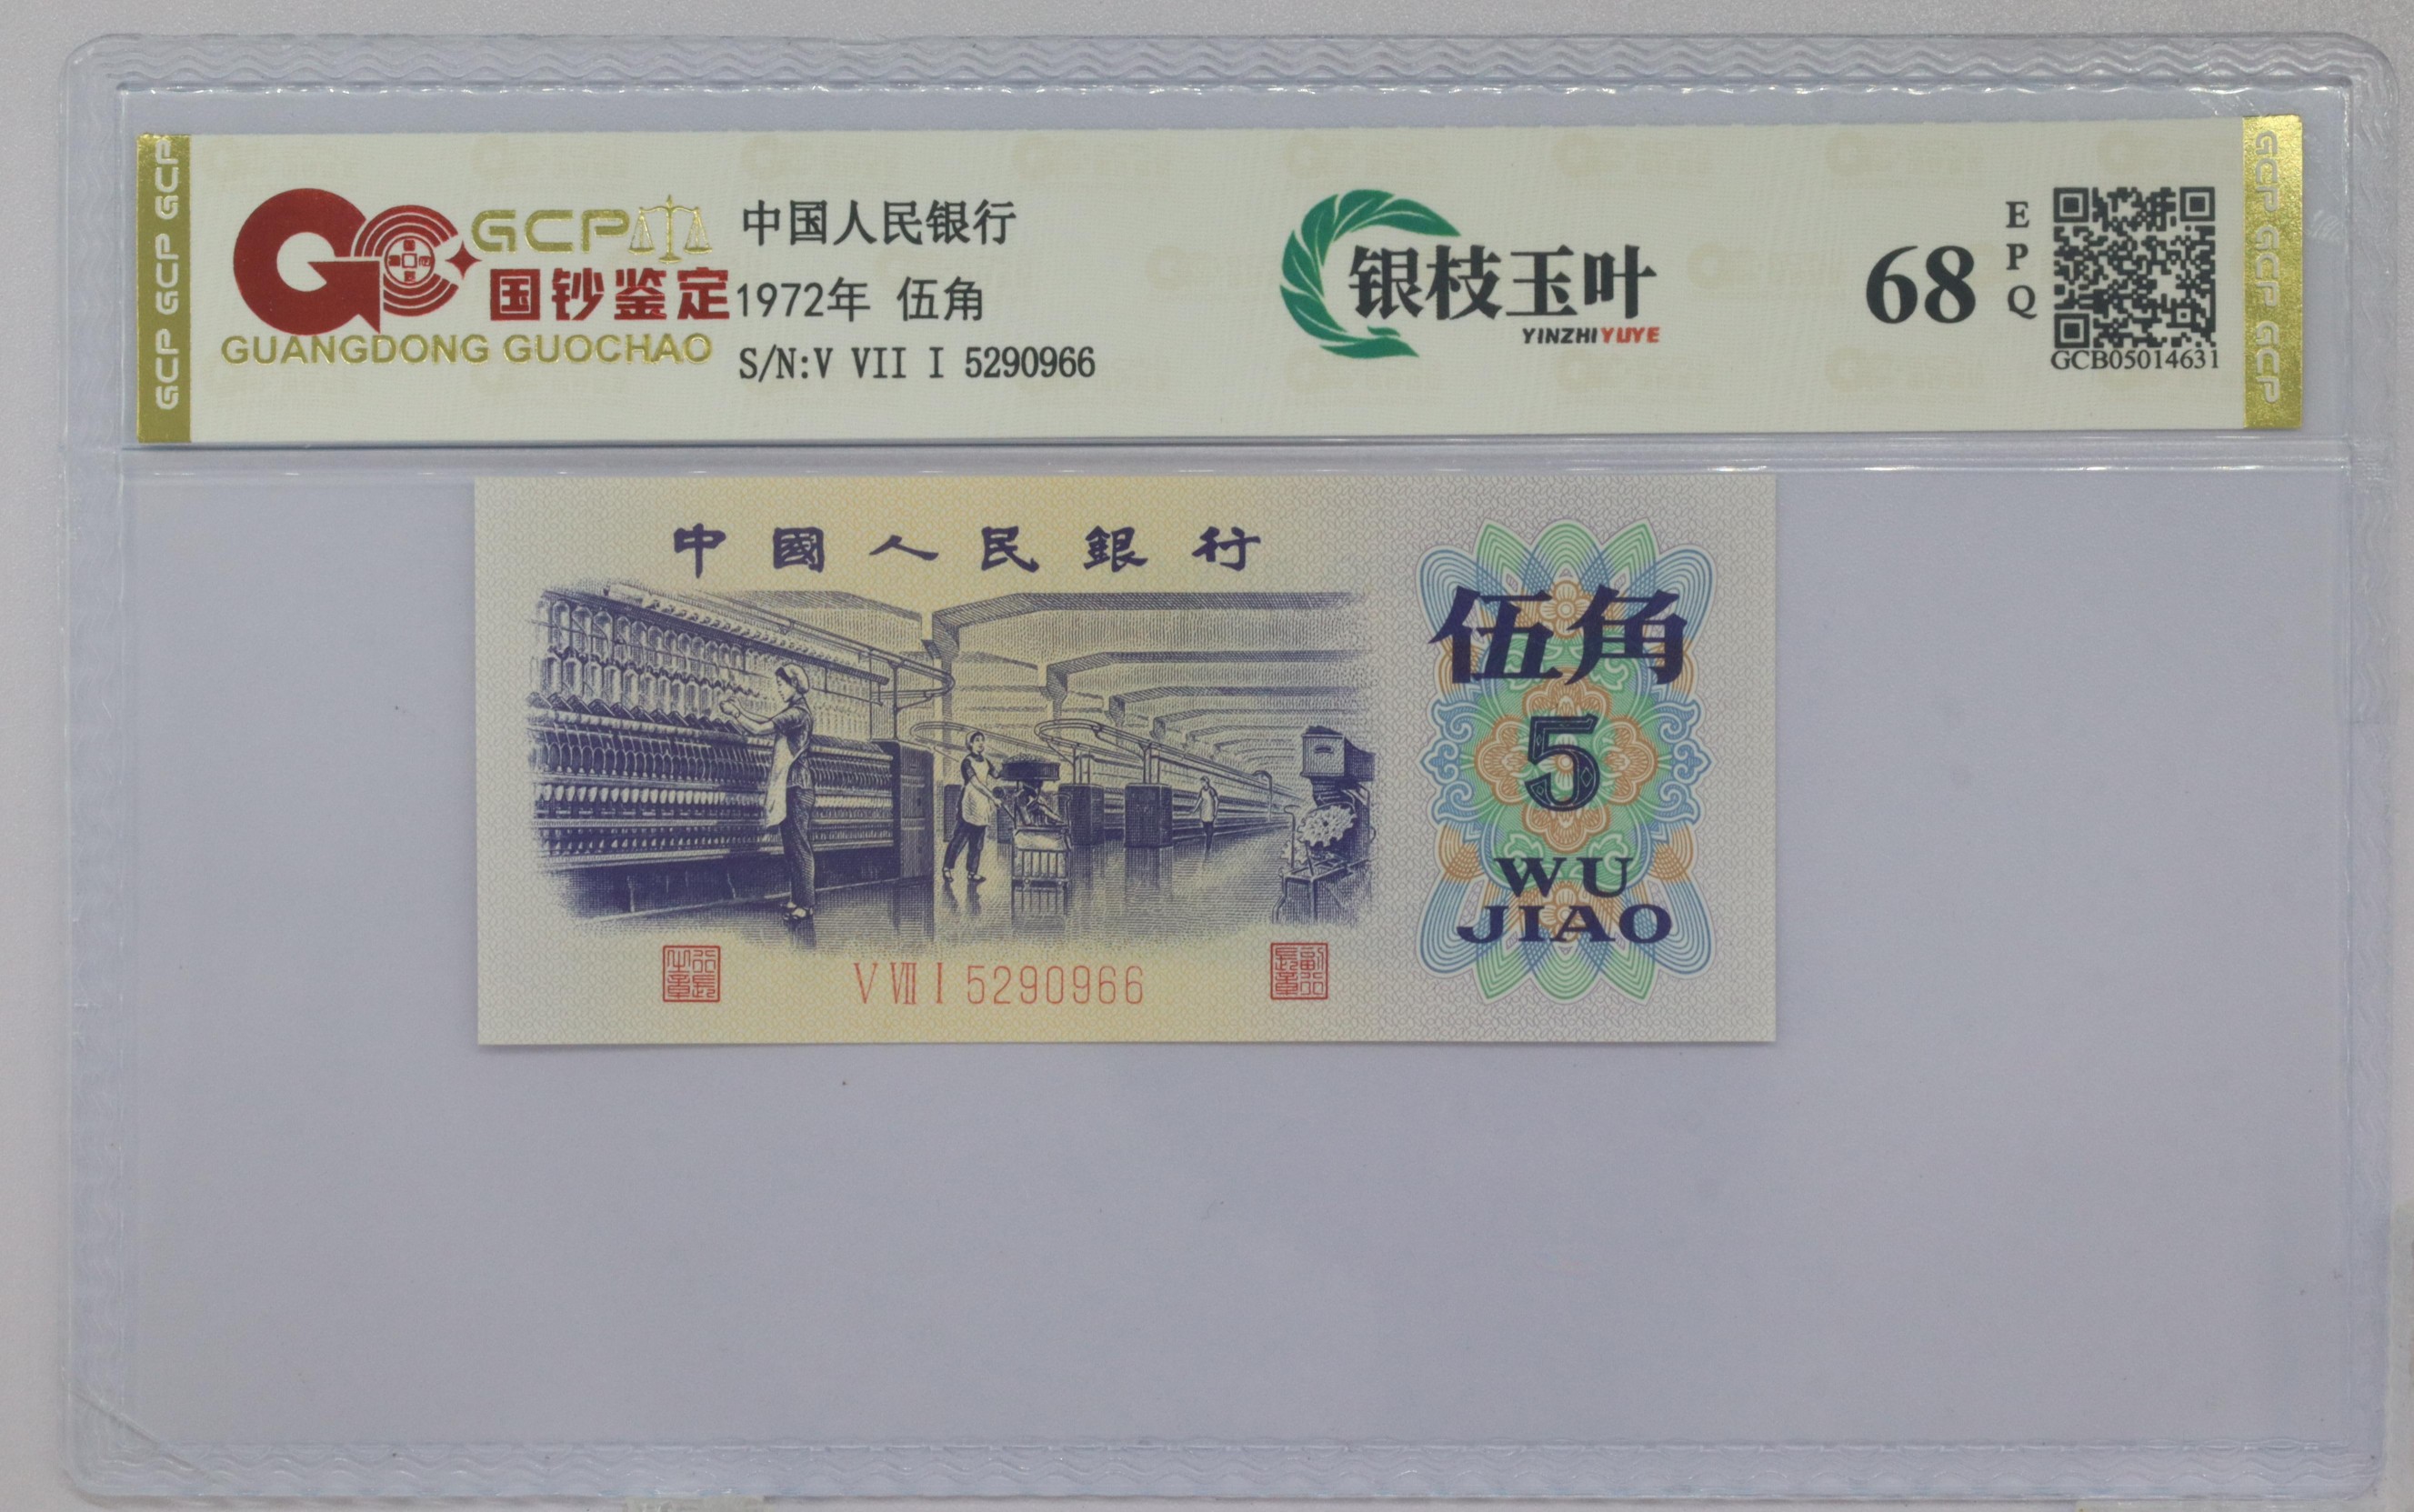 GCP GCP GCP
GCP
国钞鉴定
GUANGDONG GUOCHAO
中国人民银行
1972年 伍角
S/N:V VII I 5290966
银枝玉叶
YINZHIYUYE
68
EPQ
GCB05014631
GCP GCP GCP
中國人民銀行
伍角
5
WU
JIAO
V VII I 5290966